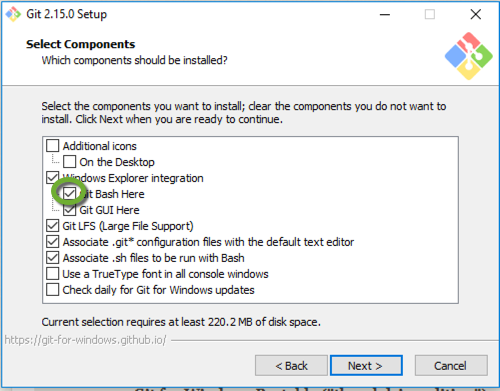 Git 2.15.0 Setup
Select Components
Which components should be installed?
Select the components you want to install; clear the components you do not want to
install. Click Next when you are ready to continue.
Additional icons
On the Desktop
Windows Explorer integration
Git Bash Here
Git GUI Here
Git LFS (Large File Support)
Associate .git* configuration files with the default text editor
Associate .sh files to be run with Bash
Use a TrueType font in all console windows
Check daily for Git for Windows updates
Current selection requires at least 220.2 MB of disk space.
https://git-for-windows.github.io/
< Back
Next >
Cancel